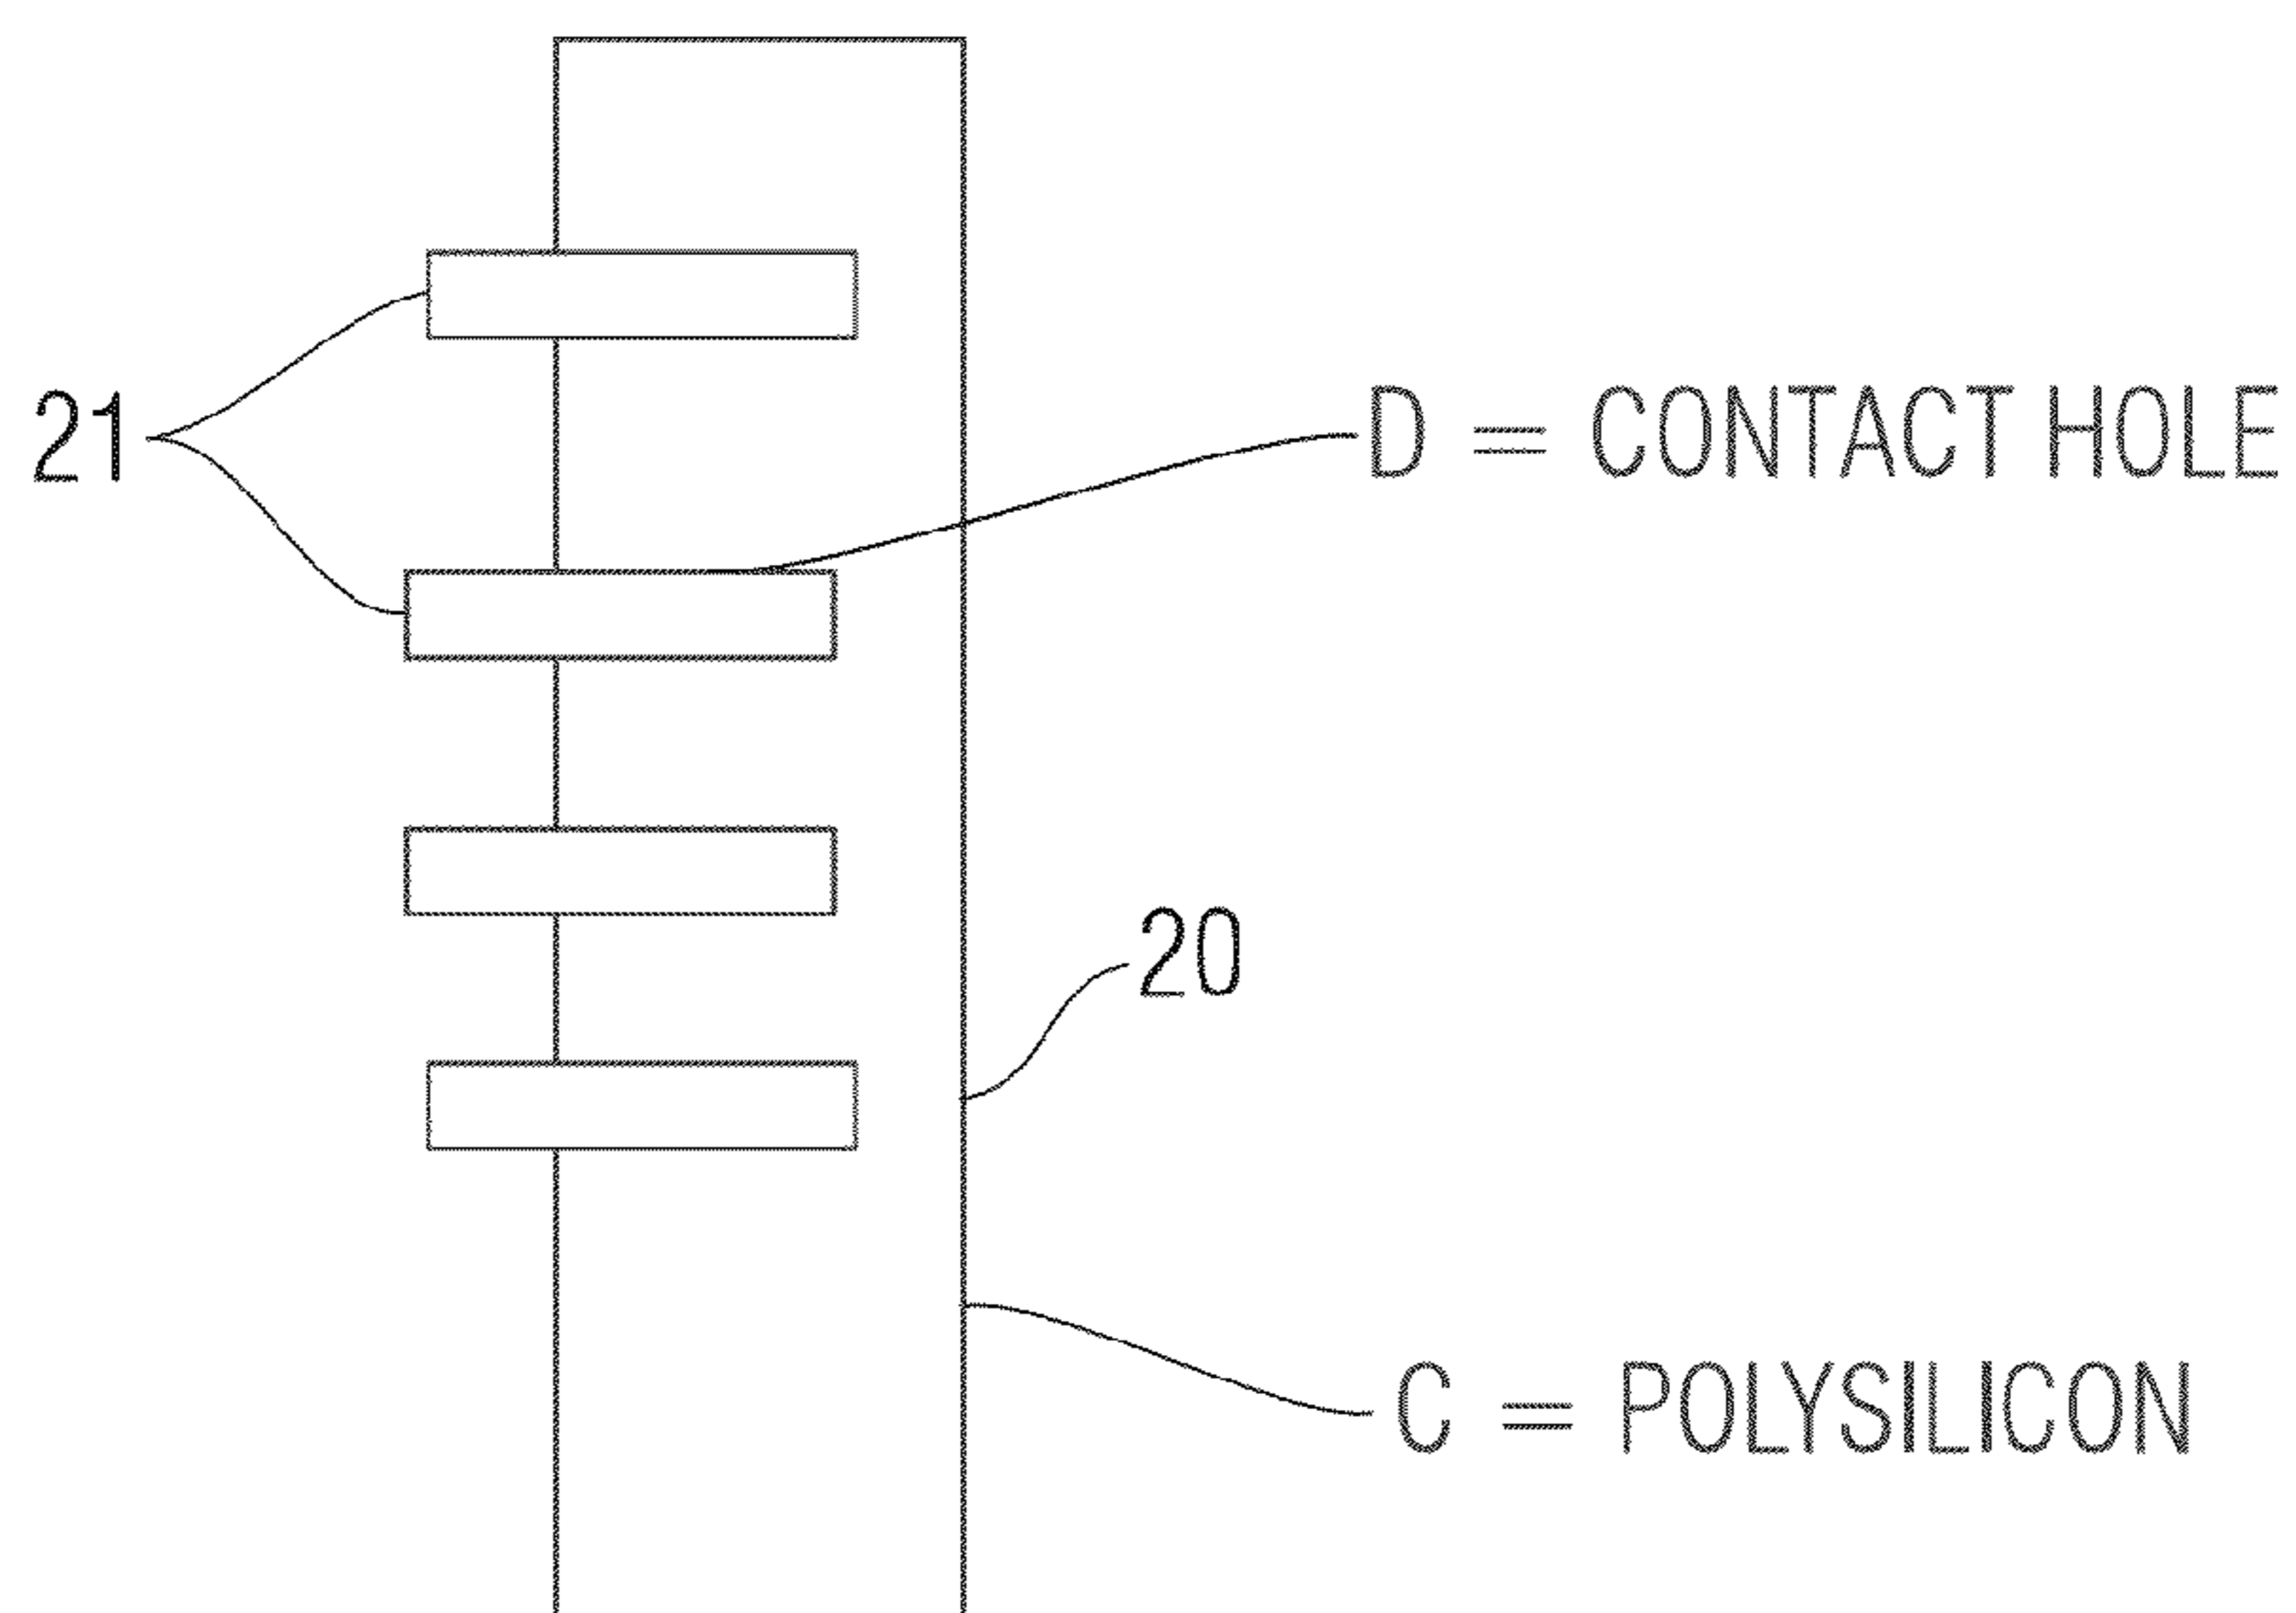 21
D = CONTACT HOLE
20
C = POLYSILICON